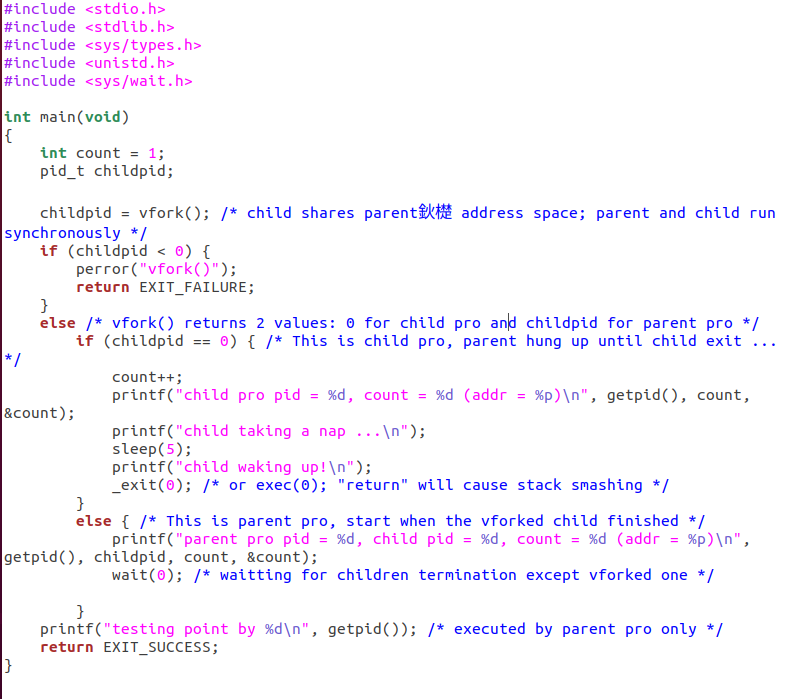 #include <stdio.h>
#include <stdlib.h>
#include <sys/types.h>
#include <unistd.h>
#include <sys/wait.h>
int main(void)
{
    int count = 1;
    pid_t childpid;
    childpid = vfork(); /* child shares parent鈥檚 address space; parent and child run
synchronously */
    if (childpid < 0) {
        perror("vfork()");
        return EXIT_FAILURE;
    }
    else /* vfork() returns 2 values: 0 for child pro and childpid for parent pro */
        if (childpid == 0) { /* This is child pro, parent hung up until child exit ...
*/
            count++;
            printf("child pro pid = %d, count = %d (addr = %p)\n", getpid(), count,
&count);
            printf("child taking a nap ...\n");
            sleep(5);
            printf("child waking up!\n");
            _exit(0); /* or exec(0); "return" will cause stack smashing */
        }
        else { /* This is parent pro, start when the vforked child finished */
            printf("parent pro pid = %d, child pid = %d, count = %d (addr = %p)\n",
getpid(), childpid, count, &count);
            wait(0); /* waitting for children termination except vforked one */
        }
    printf("testing point by %d\n", getpid()); /* executed by parent pro only */
    return EXIT_SUCCESS;
}